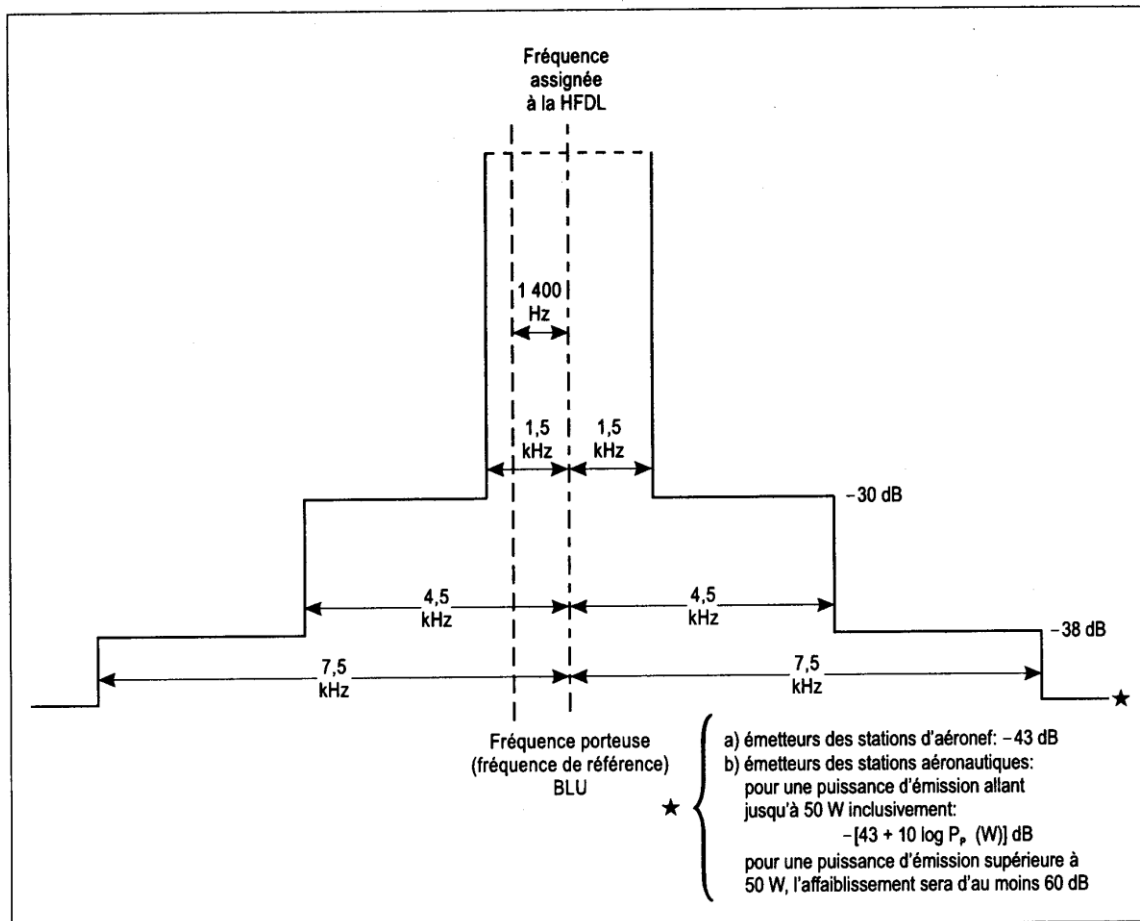 Fréquence
assignée
à la HFDL
1 400
Hz
1,5
kHz
1,5
kHz
−30 dB
4,5
kHz
4,5
kHz
−38 dB
7,5
kHz
7,5
kHz
★
Fréquence porteuse
(fréquence de référence)
BLU
★
a) émetteurs des stations d'aéronef: −43 dB
b) émetteurs des stations aéronautiques:
pour une puissance d'émission allant
jusqu'à 50 W inclusivement:
−[43 + 10 log Pₚ (W)] dB
pour une puissance d'émission supérieure à
50 W, l'affaiblissement sera d'au moins 60 dB